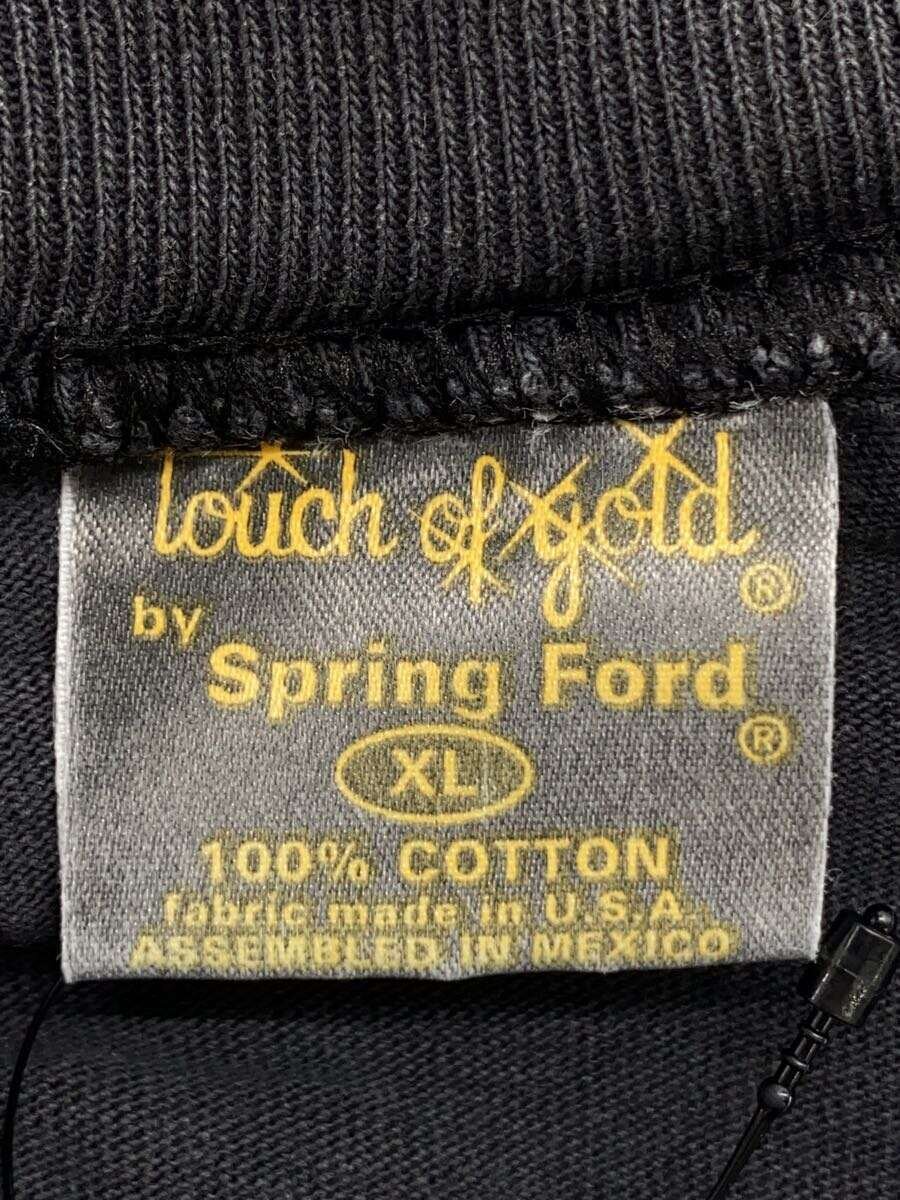 touch of gold ®
by
Spring Ford ®
XL
100% COTTON
fabric made in U.S.A.
ASSEMBLED IN MEXICO